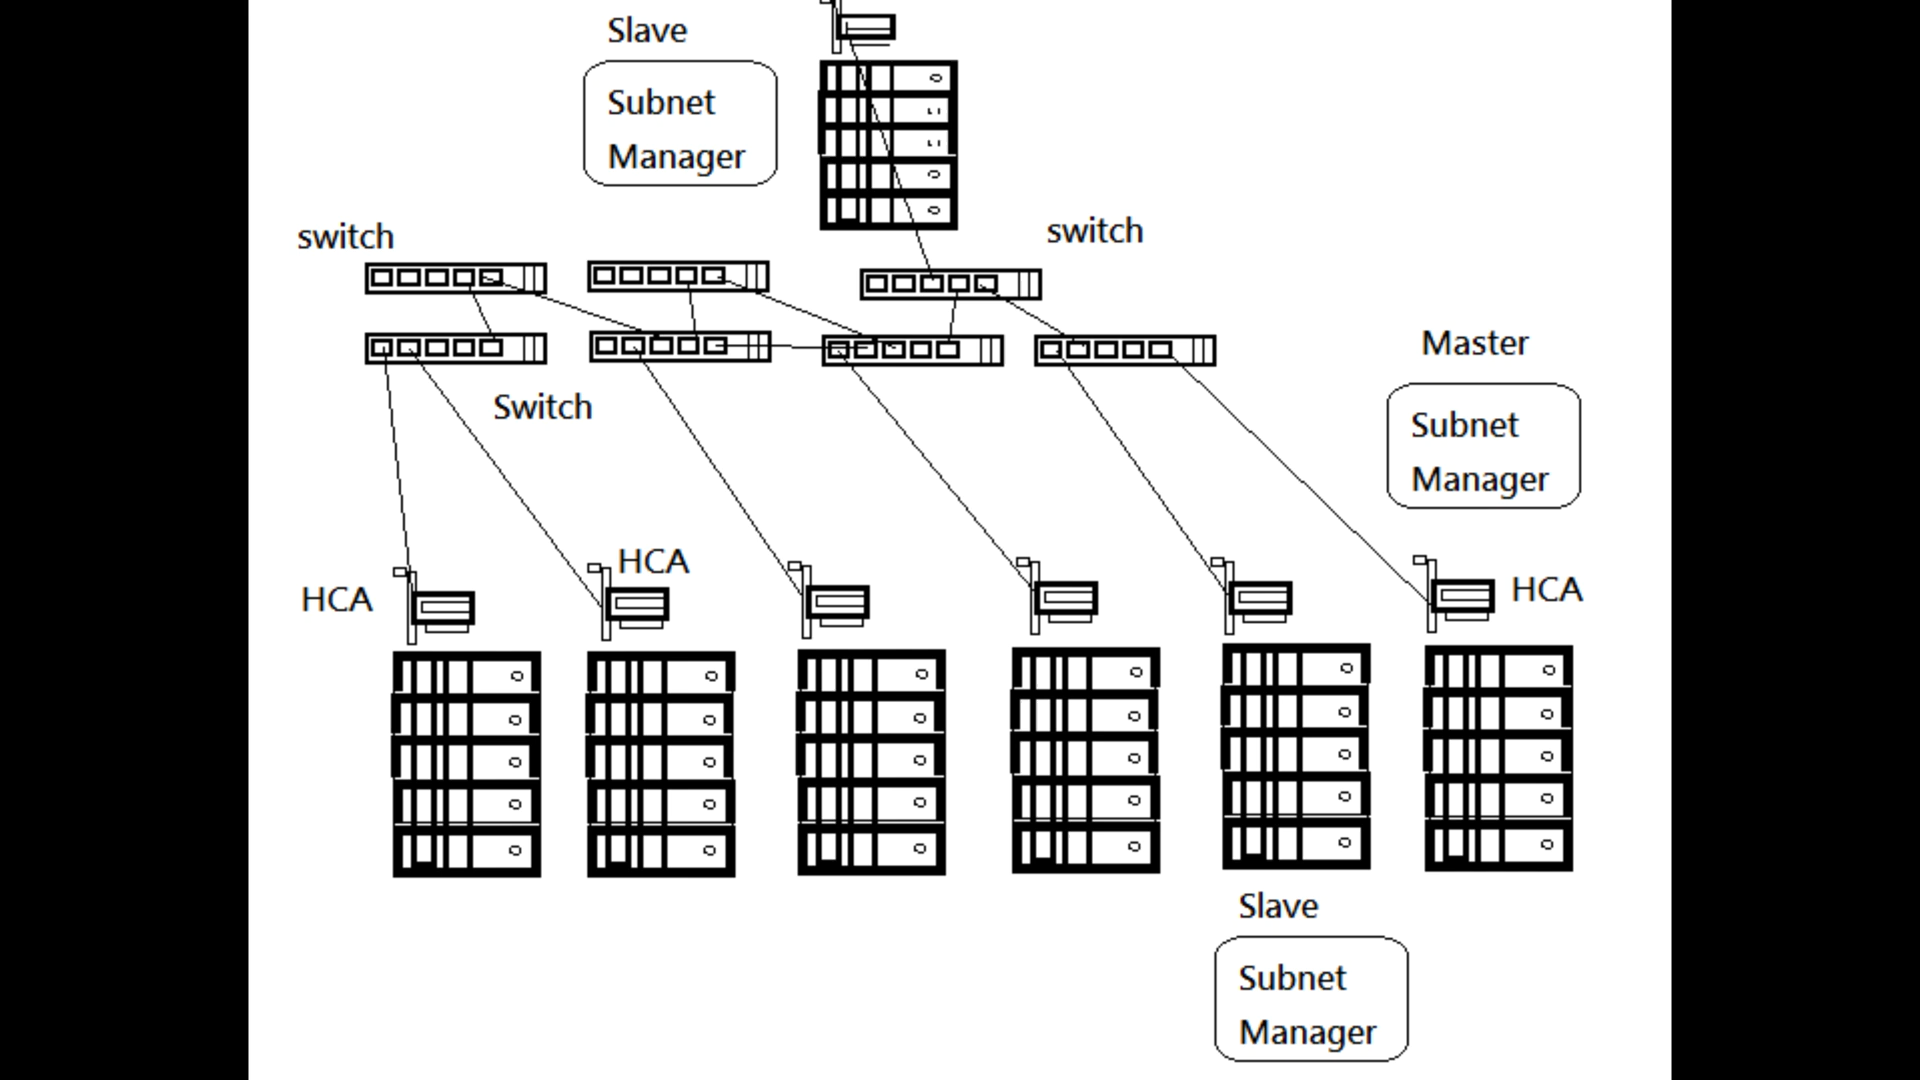 Slave
Subnet
Manager
switch
switch
Master
Switch
Subnet
Manager
HCA
HCA
HCA
Slave
Subnet
Manager